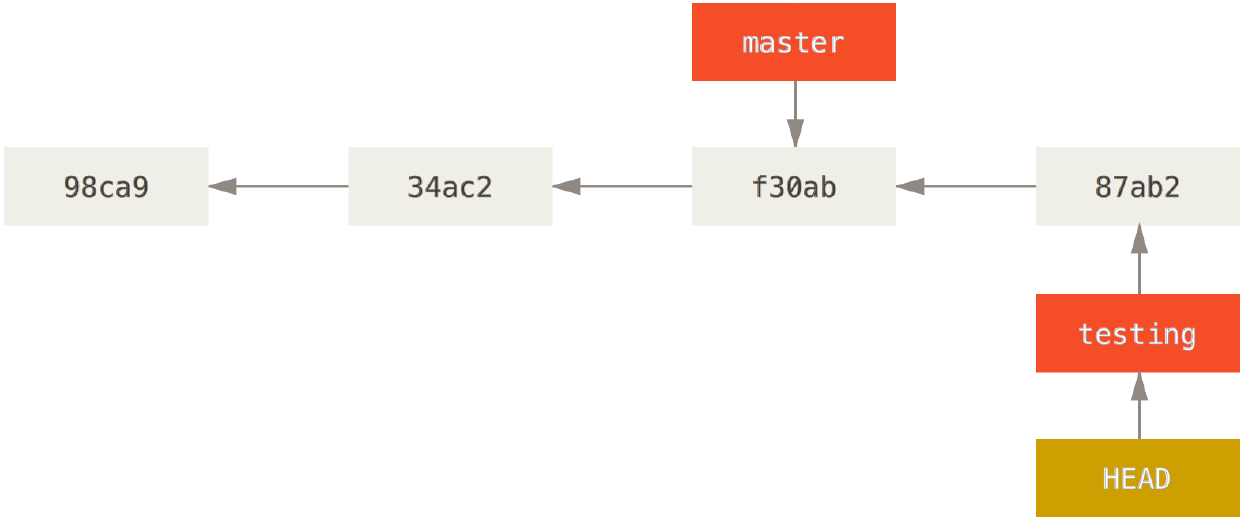 master
98ca9
34ac2
f30ab
87ab2
testing
HEAD